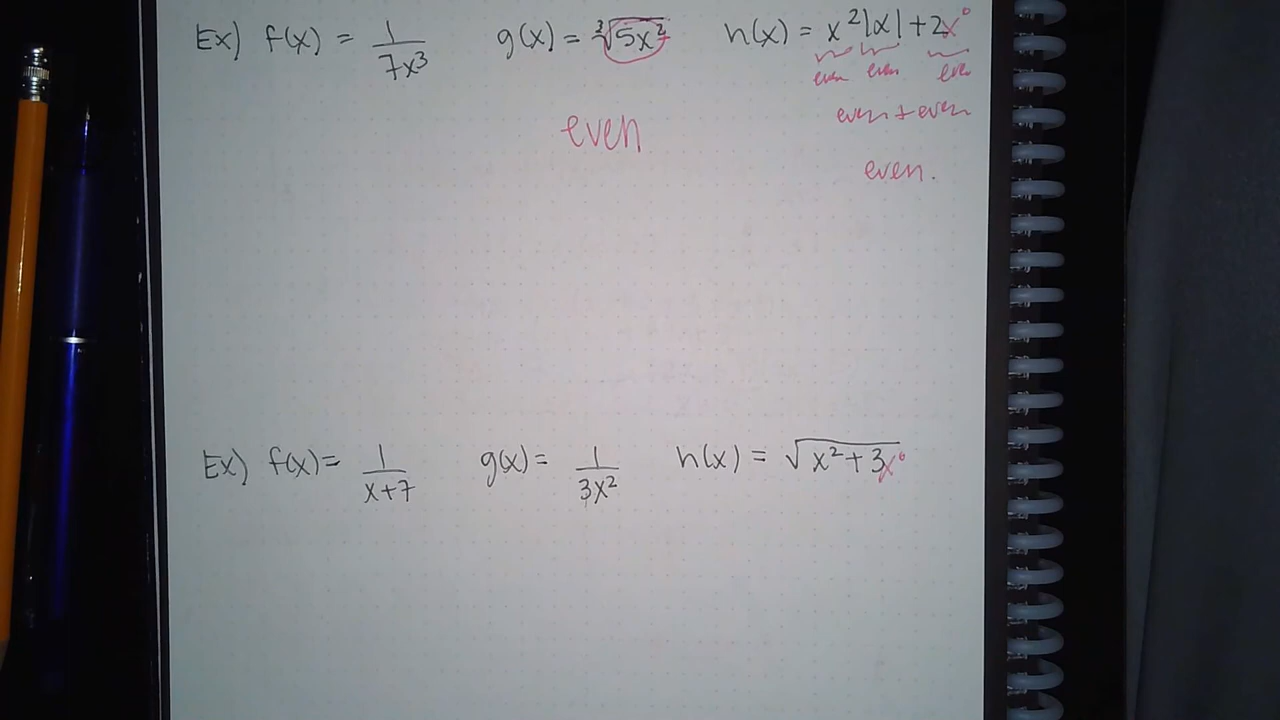 Ex) f(x) = 1/7x³ g(x) = ∛5x² h(x) = x²|x| + 2x⁰
even even even
even + even
even
even.
Ex) f(x) = 1/x+7 g(x) = 1/3x² h(x) = √x²+3x⁰